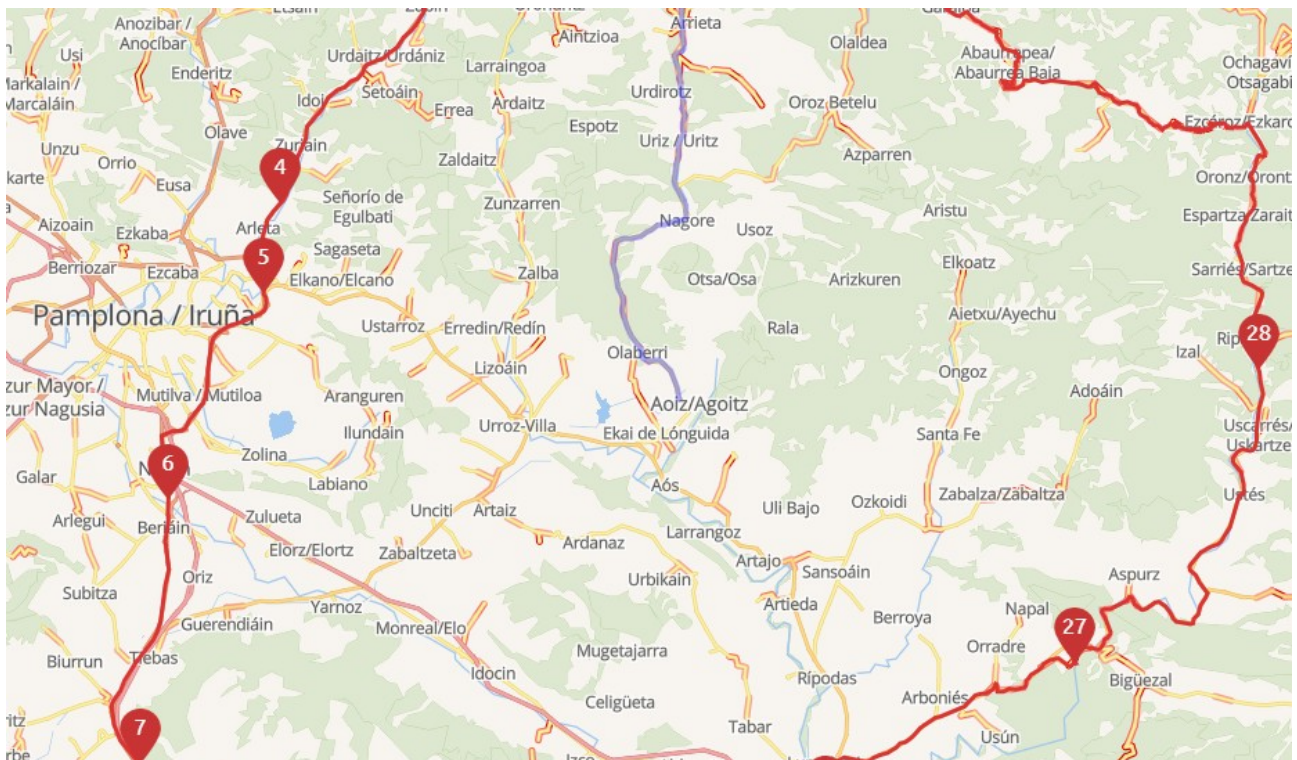 Anozibar /
Anocíbar
Usi
Markalain /
Marcaláin
Enderitz
Urdaitz/Urdániz
Setoáin
Olave
Unzu
Orrio
Eusa
Aizoain
Ezkaba
Berriozar
Ezcaba
Arleta
4
5
Pamplona / Iruña
Mutilva / Mutiloa
zur Mayor /
zur Nagusia
6
Galar
Arlegui
Beriáin
Subitza
Oriz
Biurrun
Tiebas
7
Aintzioa
Larraingoa
Errea
Ardaitz
Espotz
Zaldaitz
Señorío de
Egulbati
Zunzarren
Sagaseta
Elkano/Elcano
Zalba
Ustarroz
Erredin/Redín
Lizoáin
Aranguren
Ilundain
Urroz-Villa
Zolina
Labiano
Zulueta
Unciti
Artaiz
Elorz/Elortz
Zabaltzeta
Yarnoz
Guerendiáin
Monreal/Elo
Idocin
Arrieta
Urdirotz
Uriz / Uritz
Nagore
Usoz
Otsa/Osa
Olaberri
Rala
Aoiz/Agoitz
Ekai de Lónguida
Aós
Larrangoz
Uli Bajo
Ardanaz
Urbikain
Artajo
Artieda
Mugetajarra
Celigüeta
Tabar
Rípodas
Olaldea
Oroz Betelu
Azparren
Aristu
Arizkuren
Elkoatz
Aietxu/Ayechu
Ongoz
Adoáin
Santa Fe
Ozkoidi
Zabalza/Zabaltza
Sansoáin
Berroya
Napal
Aspurz
27
Orradre
Arboniés
Bigüezal
Usún
Abaurrepea/
Abaurrea Baja
Ochagaví
Otsagabi
Ezcároz/Ezkaro
Oronz/Oront
Espartza Zarait
Sarriés/Sartze
28
Izal
Uscarrés/
Uskartze
Ustés